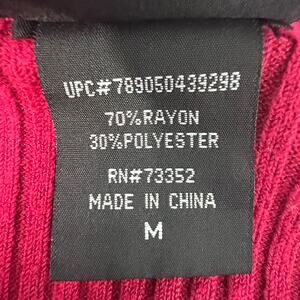 UPC#789050439298
70%RAYON
30%POLYESTER
RN#73352
MADE IN CHINA
M